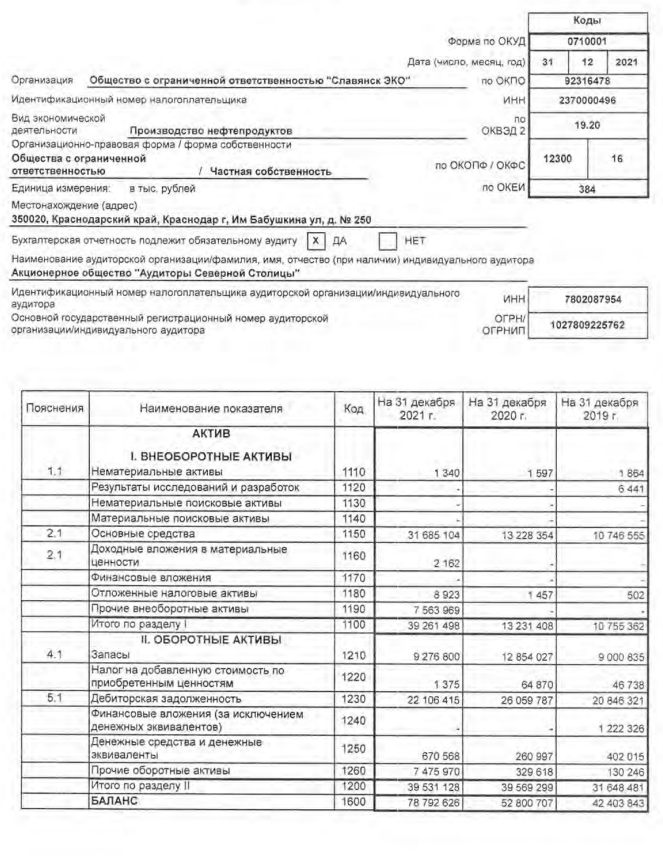 Коды
Форма по ОКУД 0710001
Дата (число, месяц, год) 31 12 2021
Организация Общество с ограниченной ответственностью "Славянск ЭКО" по ОКПО 92316478
Идентификационный номер налогоплательщика ИНН 2370000496
Вид экономической
деятельности Производство нефтепродуктов по ОКВЭД 2 19.20
Организационно-правовая форма / форма собственности
Общества с ограниченной
ответственностью / Частная собственность по ОКОПФ / ОКФС 12300 16
Единица измерения: в тыс. рублей по ОКЕИ 384
Местонахождение (адрес)
350020, Краснодарский край, Краснодар г, Им Бабушкина ул, д. № 250
Бухгалтерская отчетность подлежит обязательному аудиту X ДА НЕТ
Наименование аудиторской организации/фамилия, имя, отчество (при наличии) индивидуального аудитора
Акционерное общество "Аудиторы Северной Столицы"
Идентификационный номер налогоплательщика аудиторской организации/индивидуального
аудитора ИНН 7802087954
Основной государственный регистрационный номер аудиторской
организации/индивидуального аудитора ОГРН/ ОГРНИП 1027809225762
Пояснения Наименование показателя Код На 31 декабря 2021 г. На 31 декабря 2020 г. На 31 декабря 2019 г.
АКТИВ
I. ВНЕОБОРОТНЫЕ АКТИВЫ
1.1 Нематериальные активы 1110 1 340 1 597 1 864
Результаты исследований и разработок 1120 - - 6 441
Нематериальные поисковые активы 1130 - - -
Материальные поисковые активы 1140 - - -
2.1 Основные средства 1150 31 685 104 13 228 354 10 746 555
2.1 Доходные вложения в материальные
ценности 1160 2 162 - -
Финансовые вложения 1170 - - -
Отложенные налоговые активы 1180 8 923 1 457 502
Прочие внеоборотные активы 1190 7 563 969 - -
Итого по разделу I 1100 39 261 498 13 231 408 10 755 362
II. ОБОРОТНЫЕ АКТИВЫ
4.1 Запасы 1210 9 276 800 12 854 027 9 000 835
Налог на добавленную стоимость по
приобретенным ценностям 1220 1 375 64 870 46 738
5.1 Дебиторская задолженность 1230 22 106 415 26 059 787 20 846 321
Финансовые вложения (за исключением
денежных эквивалентов) 1240 - - 1 222 326
Денежные средства и денежные
эквиваленты 1250 670 568 260 997 402 015
Прочие оборотные активы 1260 7 475 970 329 618 130 246
Итого по разделу II 1200 39 531 128 39 569 299 31 648 481
БАЛАНС 1600 78 792 626 52 800 707 42 403 843